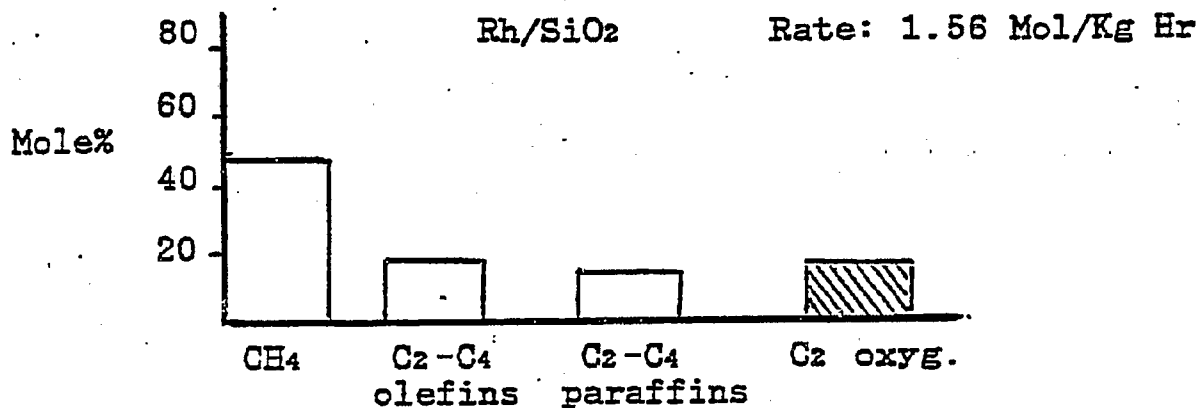 80 Rh/SiO2 Rate: 1.56 Mol/Kg Hr
60
Mole%
40
20
CH4 C2-C4 C2-C4 C2 oxyg.
olefins paraffins